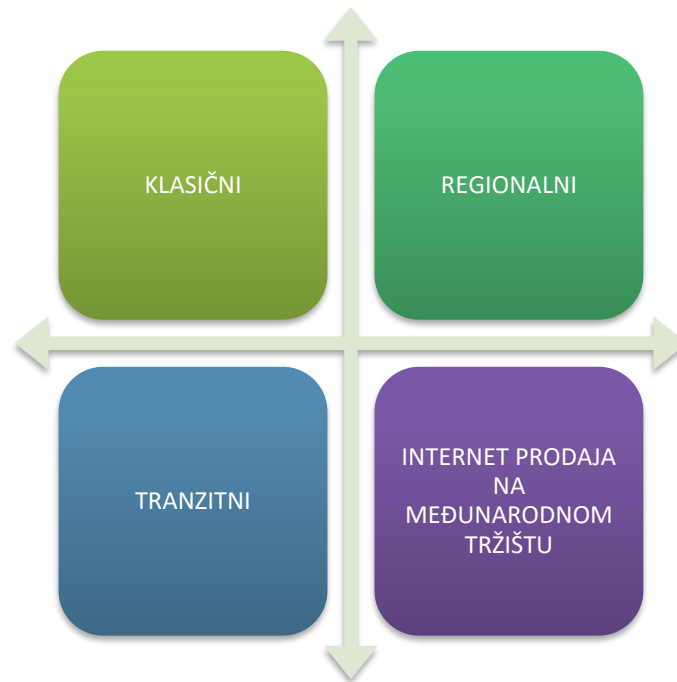 KLASIČNI
REGIONALNI
TRANZITNI
INTERNET PRODAJA
NA
MEĐUNARODNOM
TRŽIŠTU